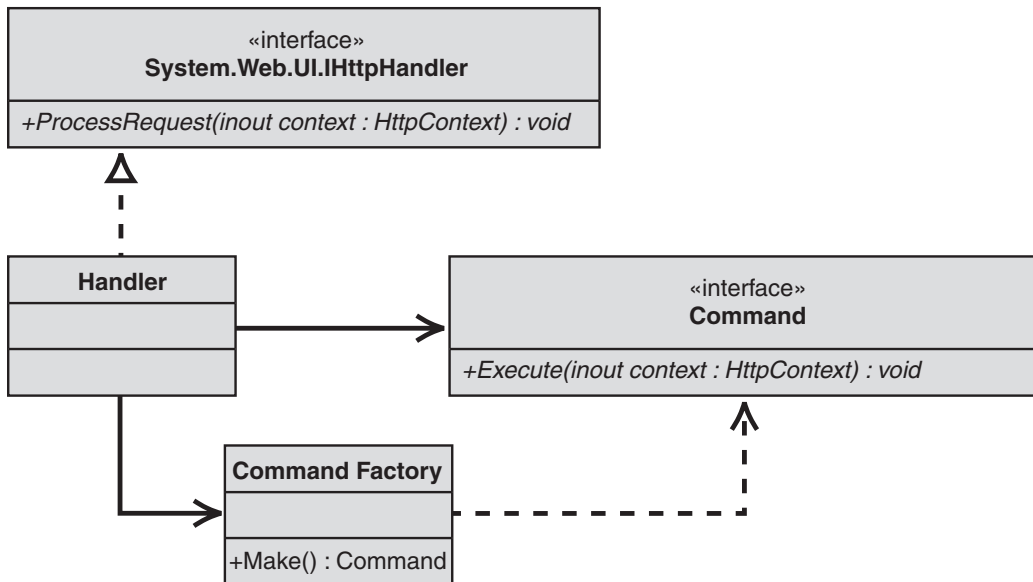 «interface»
System.Web.UI.IHttpHandler
+ProcessRequest(inout context : HttpContext) : void
Handler
«interface»
Command
+Execute(inout context : HttpContext) : void
Command Factory
+Make() : Command